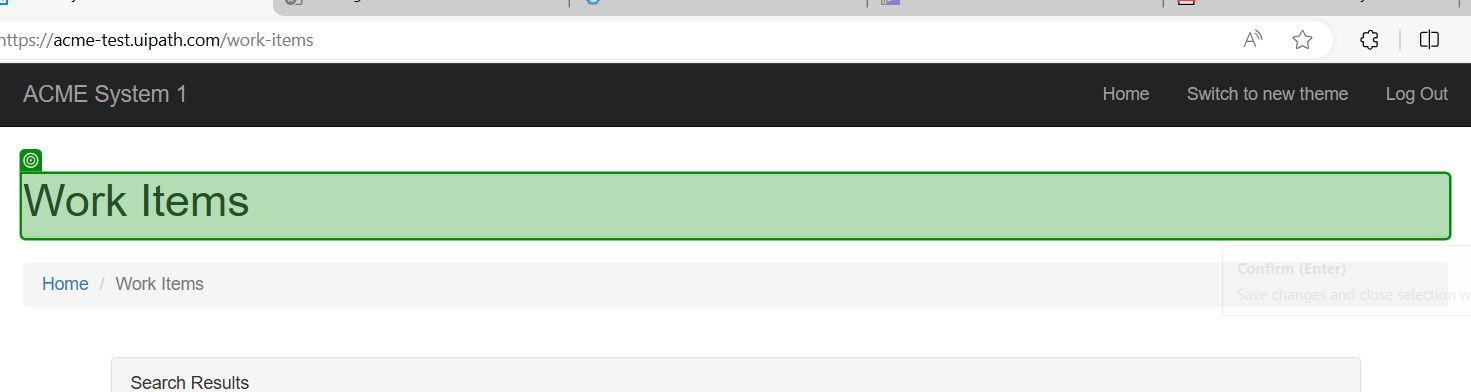 https://acme-test.uipath.com/work-items
ACME System 1
Home
Switch to new theme
Log Out
Work Items
Home / Work Items
Confirm (Enter)
Save changes and close selection w
Search Results